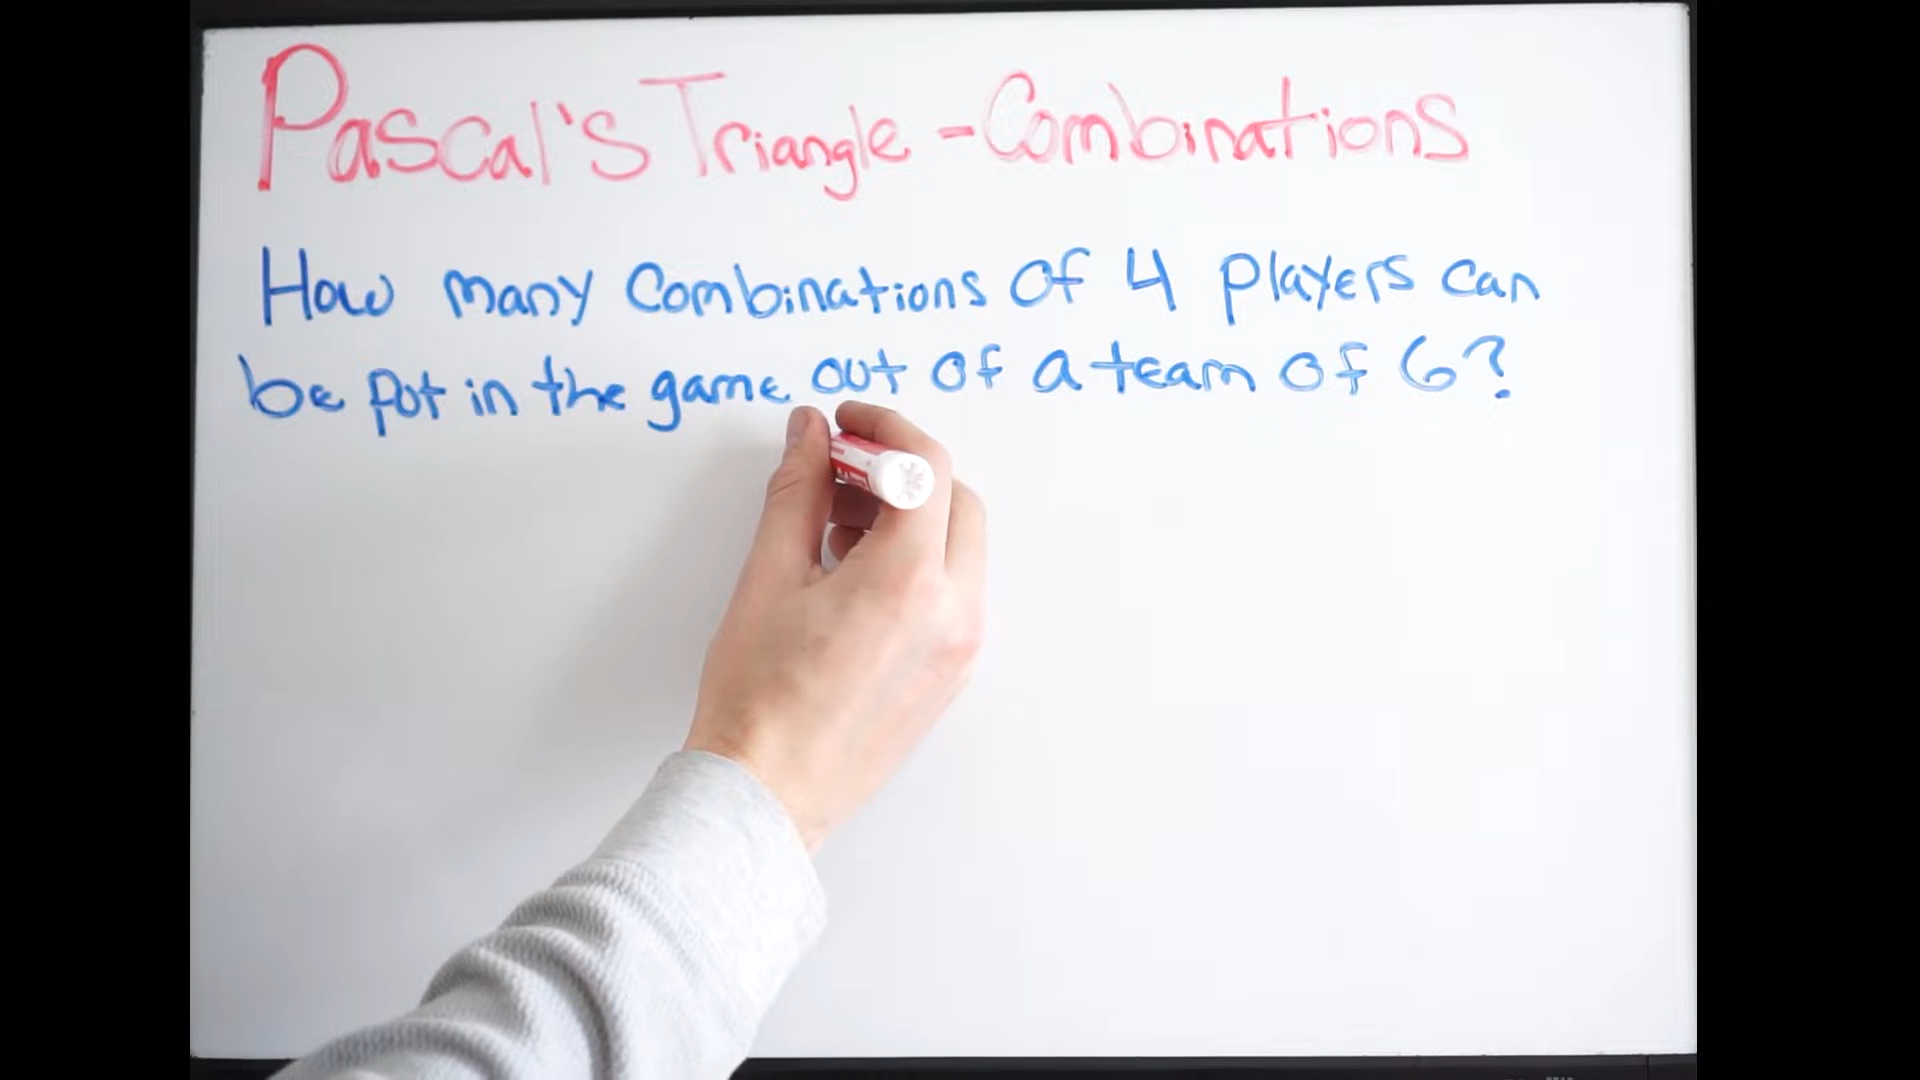 Pascal's Triangle - Combinations
How many combinations of 4 players can
be put in the game out of a team of 6?